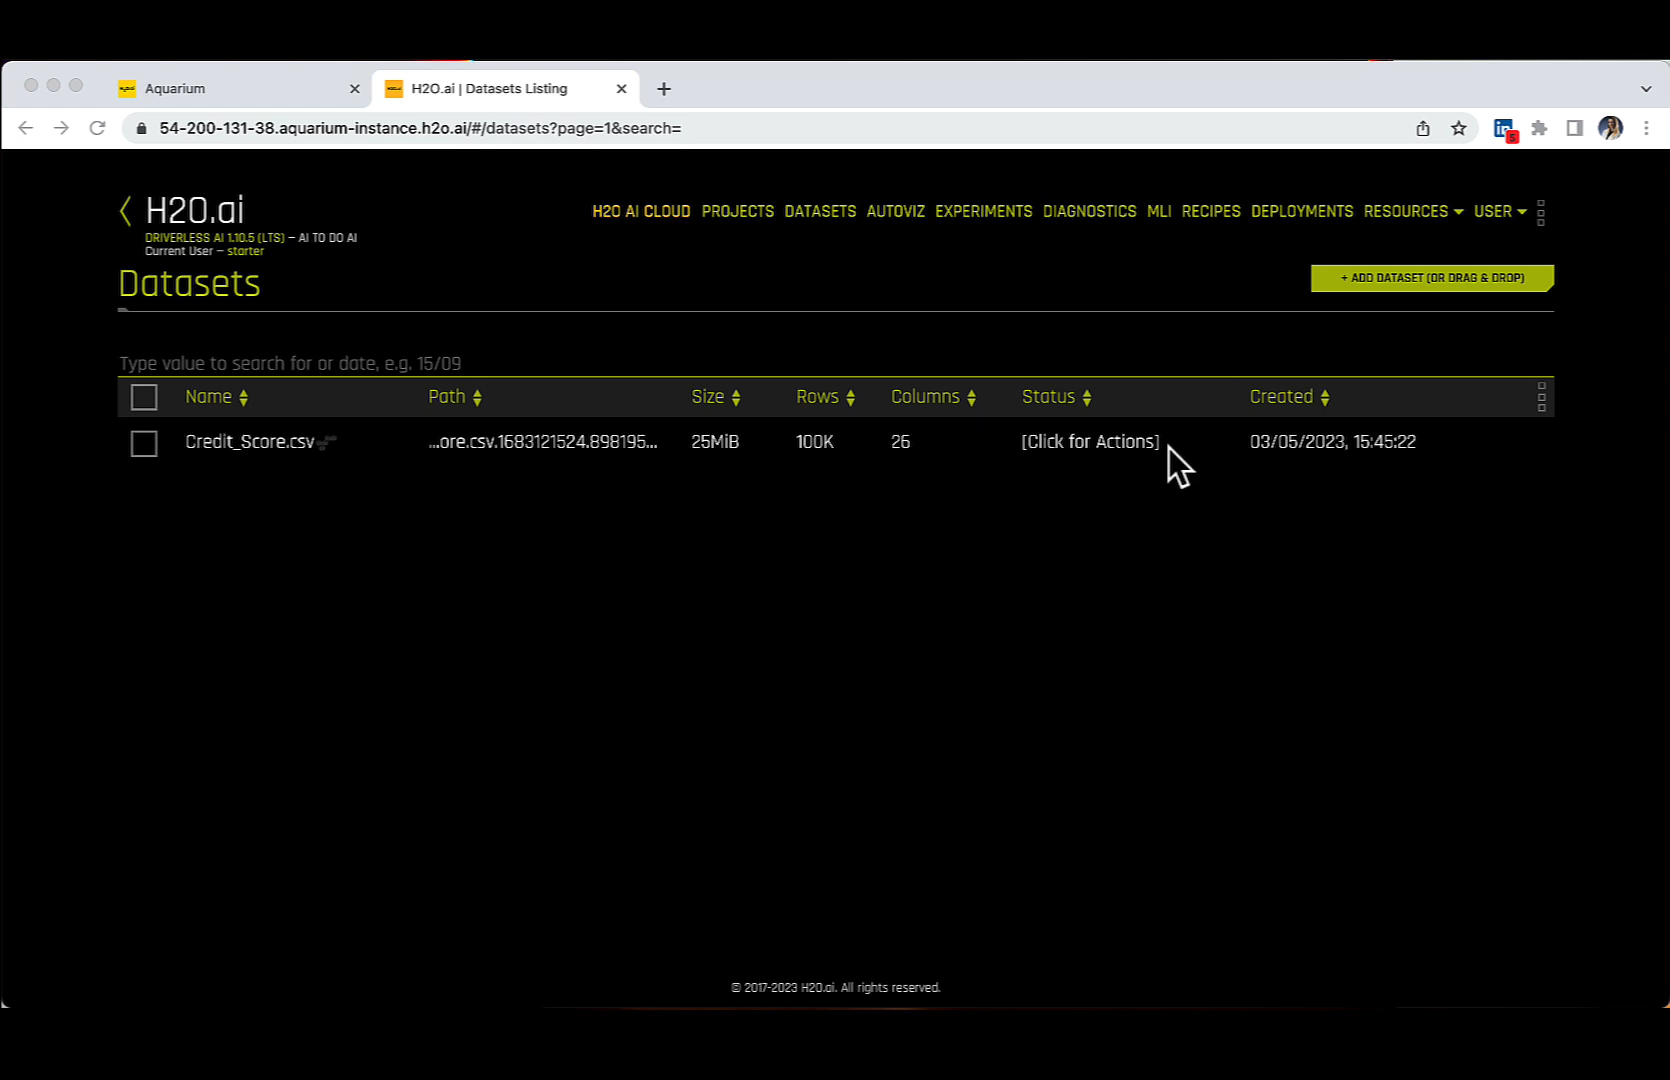 Aquarium
H2O.ai | Datasets Listing
54-200-131-38.aquarium-instance.h2o.ai/#/datasets?page=1&search=
H2O.ai
H2O AI CLOUD PROJECTS DATASETS AUTOVIZ EXPERIMENTS DIAGNOSTICS MLI RECIPES DEPLOYMENTS RESOURCES USER
DRIVERLESS AI 1.10.5 (LTS) – AI TO DO AI
Current User – starter
Datasets
+ ADD DATASET (OR DRAG & DROP)
Type value to search for or date, e.g. 15/09
Name Path Size Rows Columns Status Created
Credit_Score.csv ...ore.csv.1683121524.898195... 25MiB 100K 26 [Click for Actions] 03/05/2023, 15:45:22
© 2017-2023 H2O.ai. All rights reserved.